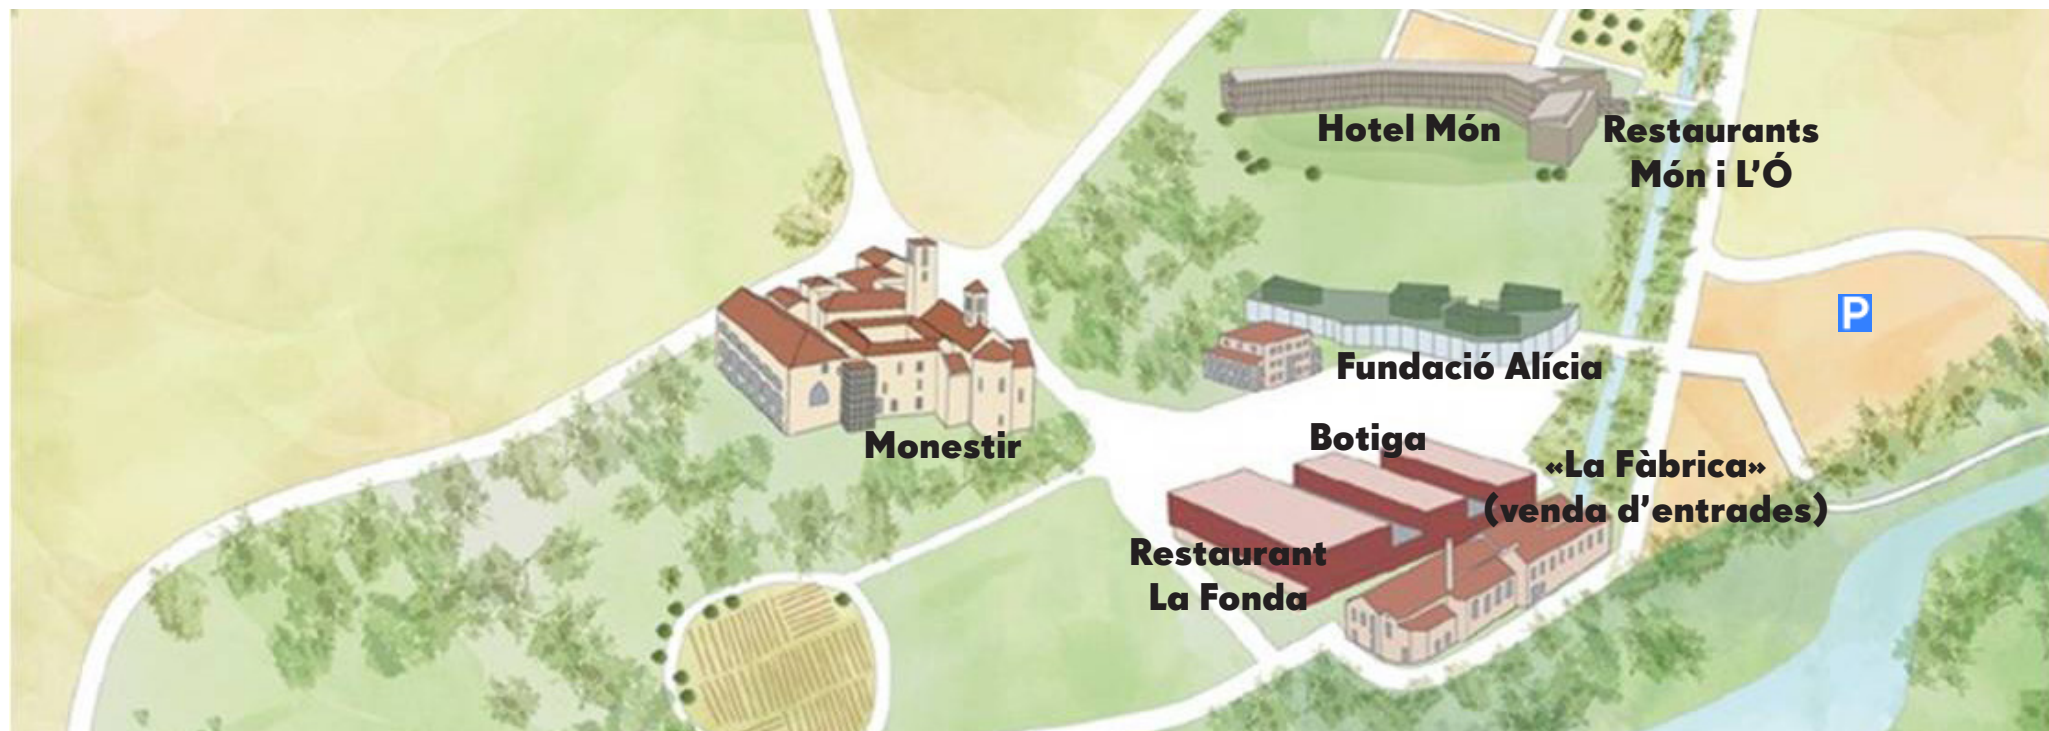 Hotel Món
Restaurants
Món i L'Ó
P
Fundació Alícia
Botiga
Monestir
«La Fàbrica»
(venda d'entrades)
Restaurant
La Fonda